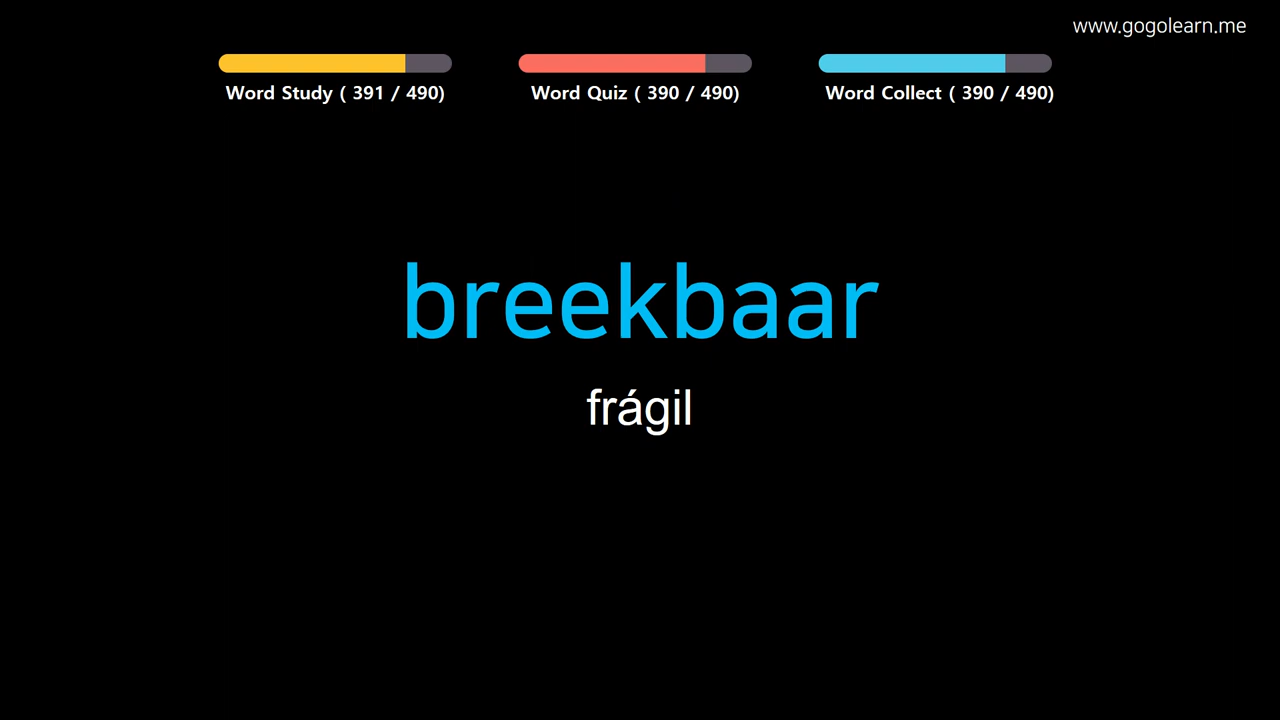 www.gogolearn.me
Word Study ( 391 / 490)
Word Quiz ( 390 / 490)
Word Collect ( 390 / 490)
breekbaar
frágil